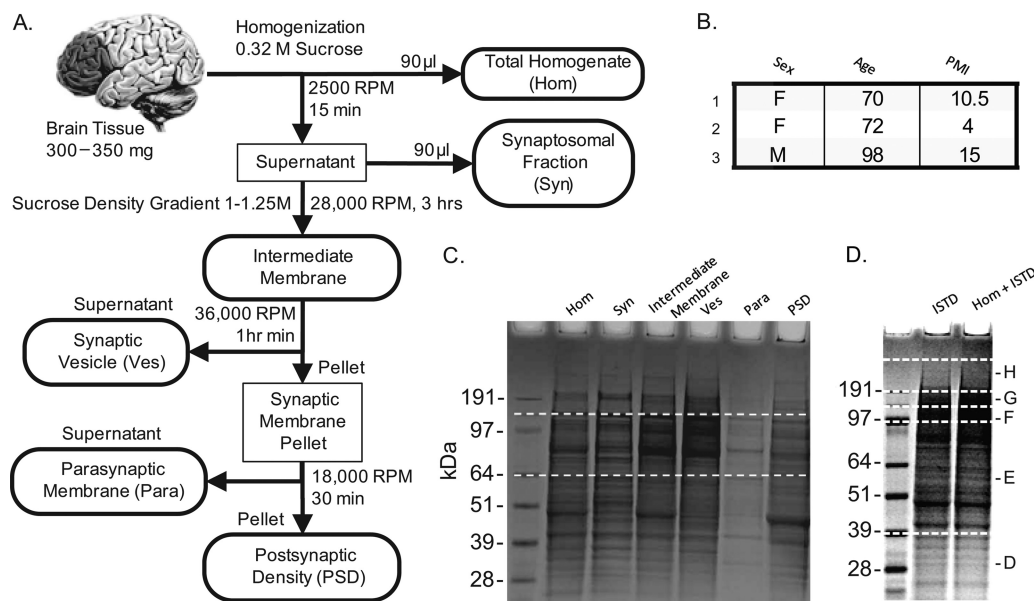 A.
Homogenization
0.32 M Sucrose
90µl
Total Homogenate
(Hom)
2500 RPM
15 min
Brain Tissue
300−350 mg
Supernatant
90µl
Synaptosomal
Fraction
(Syn)
Sucrose Density Gradient 1-1.25M
28,000 RPM, 3 hrs
Intermediate
Membrane
Supernatant
36,000 RPM
1hr min
Synaptic
Vesicle (Ves)
Pellet
Synaptic
Membrane
Pellet
Supernatant
Parasynaptic
Membrane (Para)
18,000 RPM
30 min
Pellet
Postsynaptic
Density (PSD)
B.
Sex Age PMI
1 F 70 10.5
2 F 72 4
3 M 98 15
C.
Hom
Syn
Intermediate
Membrane
Ves
Para
PSD
kDa
191-
97-
64-
51-
39-
28-
D.
ISTD
Hom + ISTD
191-
97-
64-
51-
39-
28-
-H
-G
-F
-E
-D